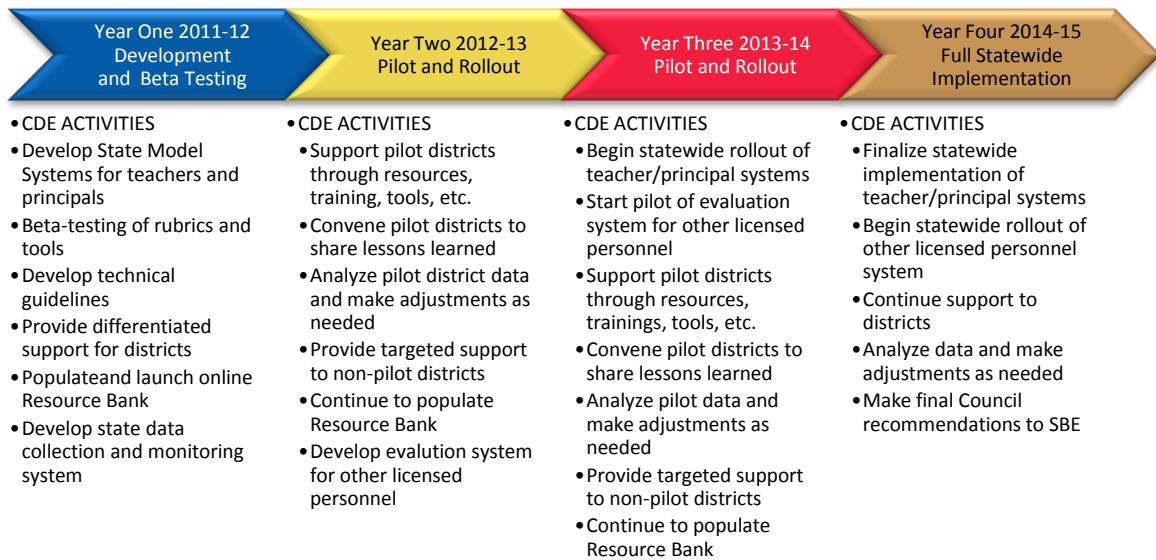 Year One 2011-12
Development
and Beta Testing
Year Two 2012-13
Pilot and Rollout
Year Three 2013-14
Pilot and Rollout
Year Four 2014-15
Full Statewide
Implementation
•CDE ACTIVITIES
•Develop State Model
Systems for teachers and
principals
•Beta-testing of rubrics and
tools
•Develop technical
guidelines
•Provide differentiated
support for districts
•Populateand launch online
Resource Bank
•Develop state data
collection and monitoring
system
•CDE ACTIVITIES
•Support pilot districts
through resources,
training, tools, etc.
•Convene pilot districts to
share lessons learned
•Analyze pilot district data
and make adjustments as
needed
•Provide targeted support
to non-pilot districts
•Continue to populate
Resource Bank
•Develop evalution system
for other licensed
personnel
•CDE ACTIVITIES
•Begin statewide rollout of
teacher/principal systems
•Start pilot of evaluation
system for other licensed
personnel
•Support pilot districts
through resources,
trainings, tools, etc.
•Convene pilot districts to
share lessons learned
•Analyze pilot data and
make adjustments as
needed
•Provide targeted support
to non-pilot districts
•Continue to populate
Resource Bank
•CDE ACTIVITIES
•Finalize statewide
implementation of
teacher/principal systems
•Begin statewide rollout of
other licensed personnel
system
•Continue support to
districts
•Analyze data and make
adjustments as needed
•Make final Council
recommendations to SBE